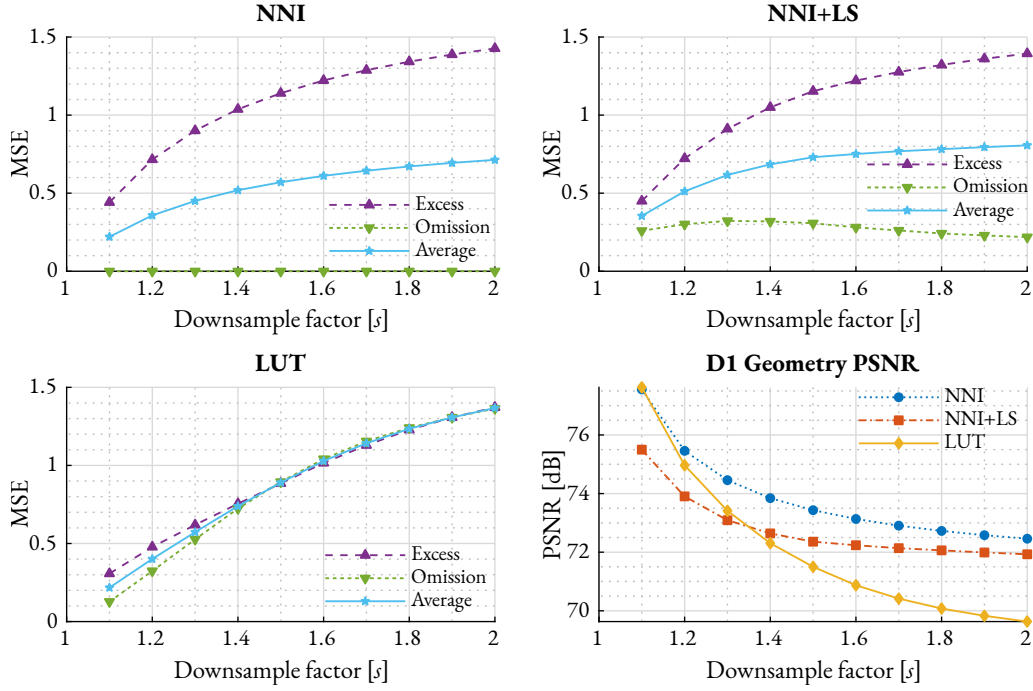 NNI
1.5
1
0.5
0
MSE
Excess
Omission
Average
1 1.2 1.4 1.6 1.8 2
Downsample factor [s]
NNI+LS
1.5
1
0.5
0
MSE
Excess
Omission
Average
1 1.2 1.4 1.6 1.8 2
Downsample factor [s]
LUT
1.5
1
0.5
0
MSE
Excess
Omission
Average
1 1.2 1.4 1.6 1.8 2
Downsample factor [s]
D1 Geometry PSNR
76
74
72
70
PSNR [dB]
NNI
NNI+LS
LUT
1 1.2 1.4 1.6 1.8 2
Downsample factor [s]